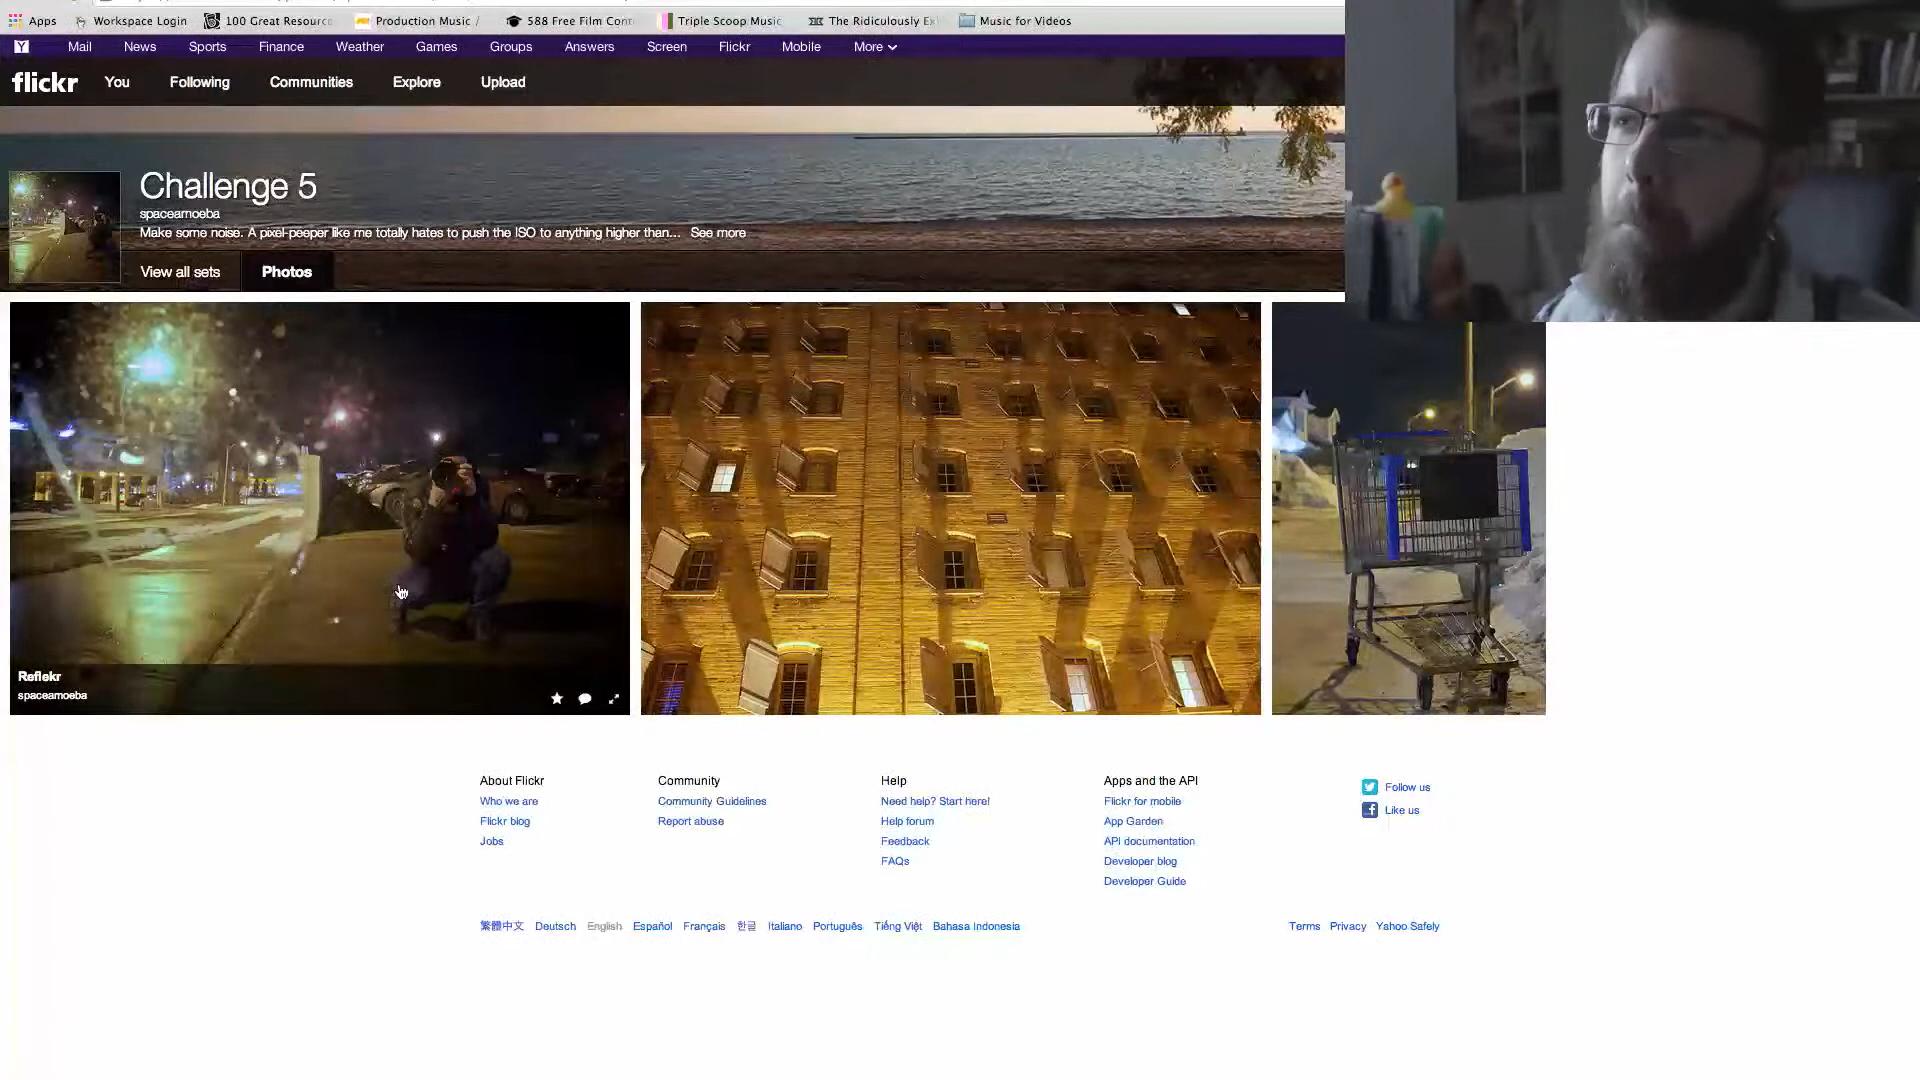 Apps Workspace Login 100 Great Resourc Production Music / 588 Free Film Cont Triple Scoop Music The Ridiculously Ex Music for Videos
Y Mail News Sports Finance Weather Games Groups Answers Screen Flickr Mobile More
flickr You Following Communities Explore Upload
Challenge 5
spaceamoeba
Make some noise. A pixel-peeper like me totally hates to push the ISO to anything higher than... See more
View all sets Photos
Reflekr
spaceamoeba
About Flickr Community Help Apps and the API
Who we are Community Guidelines Need help? Start here! Flickr for mobile Follow us
Flickr blog Report abuse Help forum App Garden Like us
Jobs Feedback API documentation
FAQs Developer blog
Developer Guide
繁體中文 Deutsch English Español Français 한글 Italiano Português Tiếng Việt Bahasa Indonesia Terms Privacy Yahoo Safely